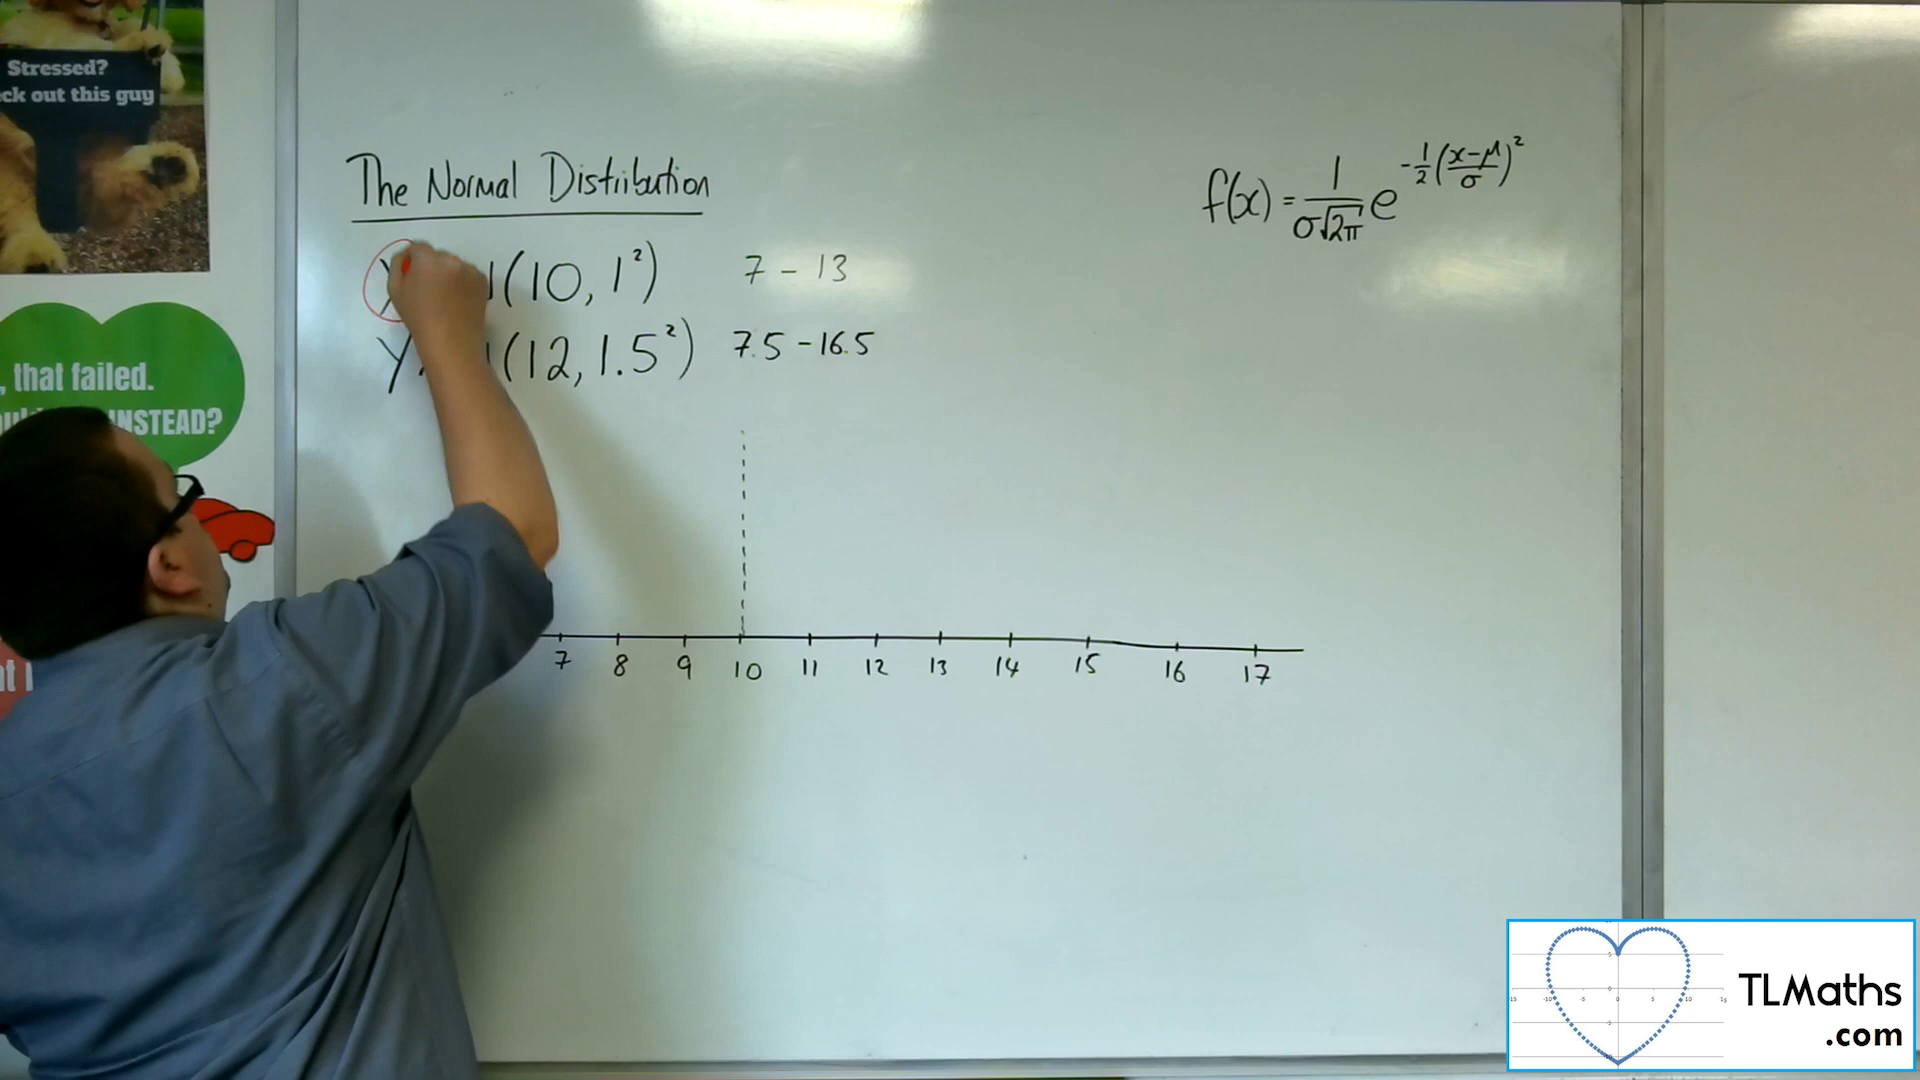 Stressed?
ck out this guy
, that failed.
INSTEAD?
The Normal Distribution
(10, 1²) 7 - 13
Y (12, 1.5²) 7.5 - 16.5
f(x) = 1/(σ√2π) e^(-1/2((x-μ)/σ)²)
7 8 9 10 11 12 13 14 15 16 17
TLMaths
.com